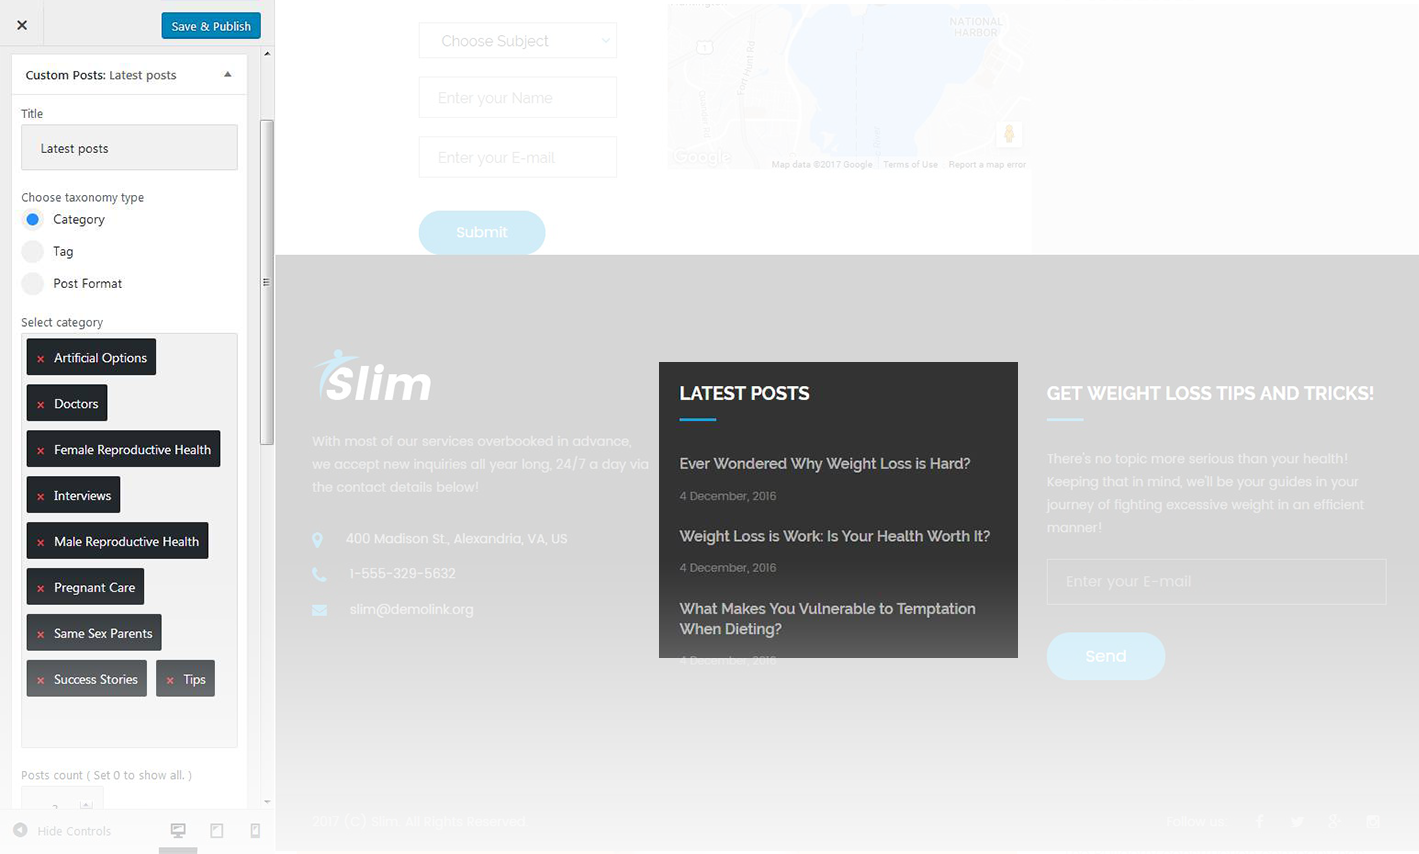 Save & Publish
Custom Posts: Latest posts
Title
Latest posts
Choose taxonomy type
Category
Tag
Post Format
Select category
× Artificial Options
× Doctors
× Female Reproductive Health
× Interviews
× Male Reproductive Health
× Pregnant Care
× Same Sex Parents
× Success Stories × Tips
Posts count ( Set 0 to show all. )
Hide Controls
Choose Subject
Enter your Name
Enter your E-mail
Submit
NATIONAL
HARBOR
Fort Hunt Rd
1
Google
Map data ©2017 Google Terms of Use Report a map error
Slim
With most of our services overbooked in advance,
we accept new inquiries all year long, 24/7 a day via
the contact details below!
400 Madison St., Alexandria, VA, US
1-555-329-5632
slim@demolink.org
LATEST POSTS
Ever Wondered Why Weight Loss is Hard?
4 December, 2016
Weight Loss is Work: Is Your Health Worth It?
4 December, 2016
What Makes You Vulnerable to Temptation
When Dieting?
4 December, 2016
GET WEIGHT LOSS TIPS AND TRICKS!
There's no topic more serious than your health!
Keeping that in mind, we'll be your guides in your
journey of fighting excessive weight in an efficient
manner!
Enter your E-mail
Send
2017 (C) Slim. All Rights Reserved.
Follow us: